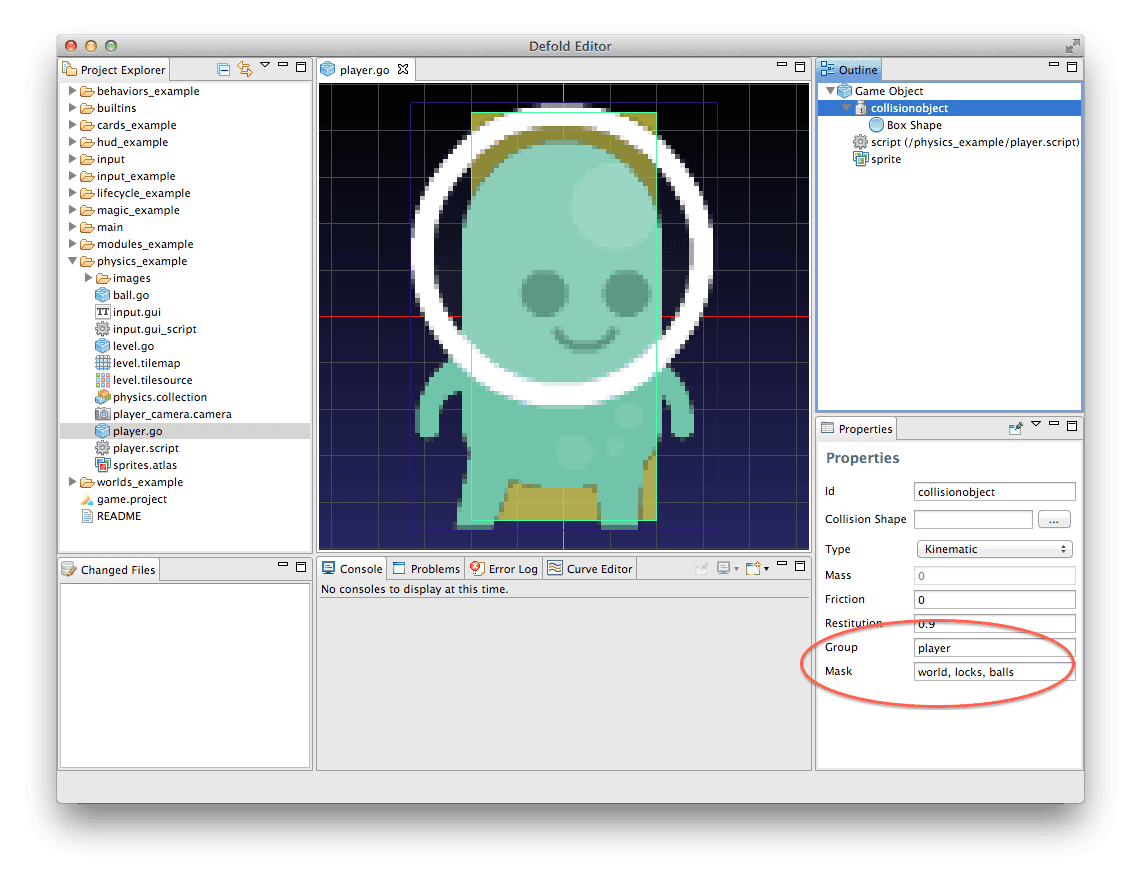 Defold Editor
Project Explorer
behaviors_example
builtins
cards_example
hud_example
input
input_example
lifecycle_example
magic_example
main
modules_example
physics_example
images
ball.go
TT input.gui
input.gui_script
level.go
level.tilemap
level.tilesource
physics.collection
player_camera.camera
player.go
player.script
sprites.atlas
worlds_example
game.project
README
Changed Files
player.go
Console
Problems
Error Log
Curve Editor
No consoles to display at this time.
Outline
Game Object
collisionobject
Box Shape
script (/physics_example/player.script)
sprite
Properties
Properties
Id collisionobject
Collision Shape ...
Type Kinematic
Mass 0
Friction 0
Restitution 0.9
Group player
Mask world, locks, balls